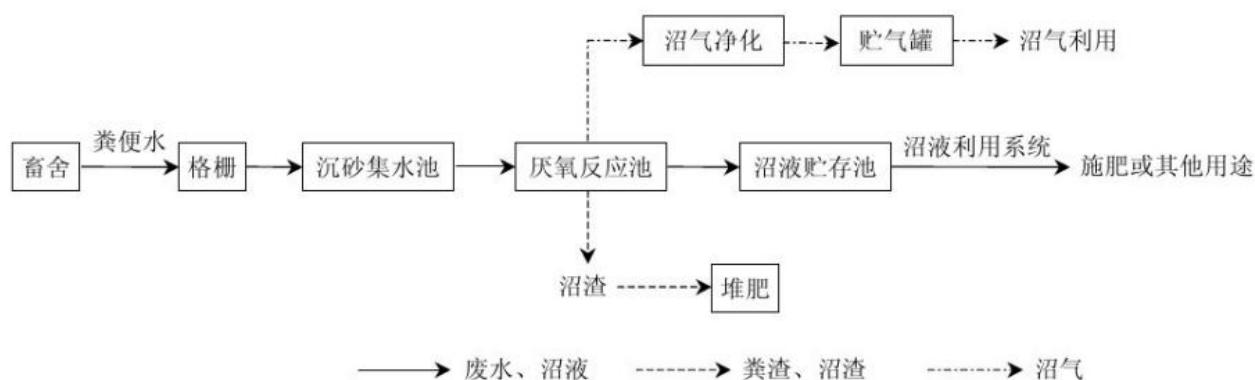 沼气净化
贮气罐
沼气利用
粪便水
沼液利用系统
畜舍
格栅
沉砂集水池
厌氧反应池
沼液贮存池
施肥或其他用途
沼渣
堆肥
废水、沼液
粪渣、沼渣
沼气